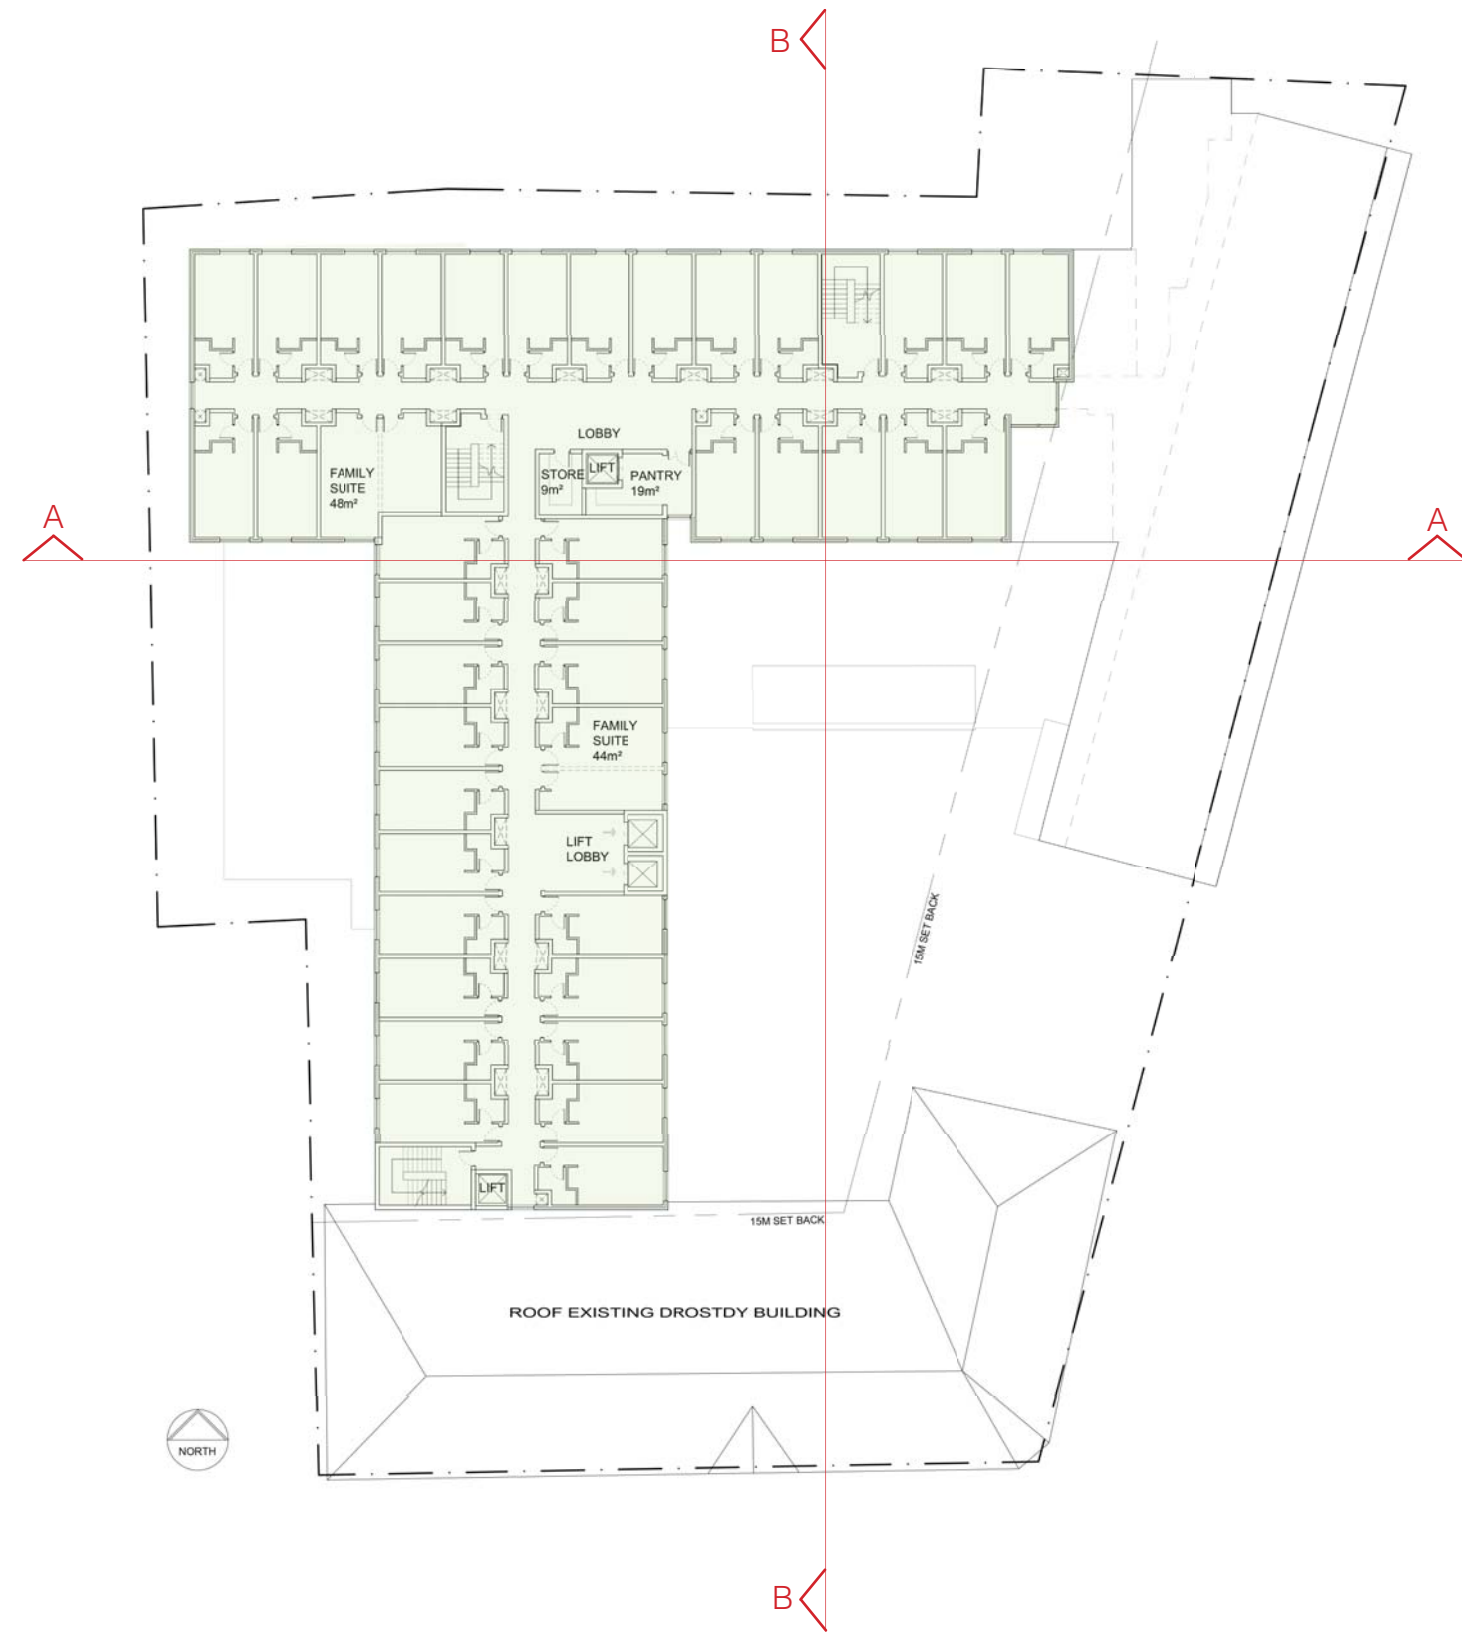 B
LOBBY
FAMILY
SUITE
48m²
STORE
9m²
LIFT
PANTRY
19m²
A
A
FAMILY
SUITE
44m²
LIFT
LOBBY
15M SET BACK
LIFT
15M SET BACK
ROOF EXISTING DROSTDY BUILDING
NORTH
B